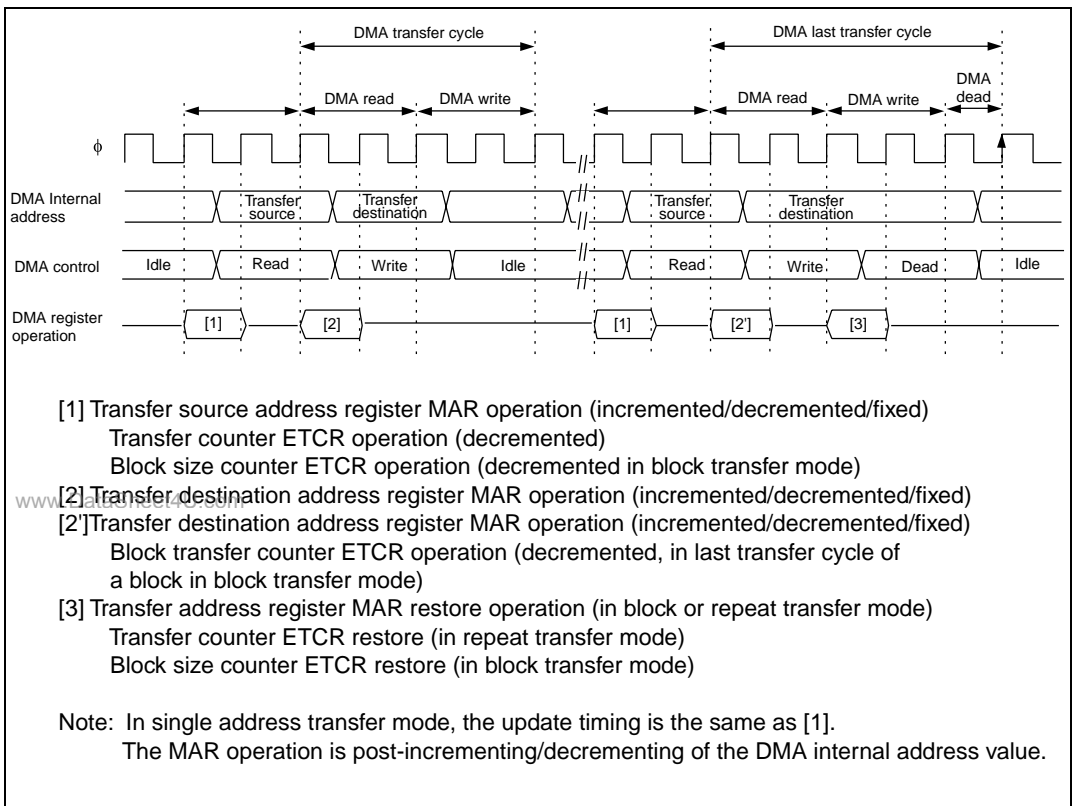 DMA transfer cycle DMA last transfer cycle
DMA read DMA write DMA read DMA write DMA dead
ϕ
DMA Internal address Transfer source Transfer destination Transfer source Transfer destination
DMA control Idle Read Write Idle Read Write Dead Idle
DMA register operation [1] [2] [1] [2'] [3]
[1] Transfer source address register MAR operation (incremented/decremented/fixed)
Transfer counter ETCR operation (decremented)
Block size counter ETCR operation (decremented in block transfer mode)
www.DataSheet4U.com
[2] Transfer destination address register MAR operation (incremented/decremented/fixed)
[2']Transfer destination address register MAR operation (incremented/decremented/fixed)
Block transfer counter ETCR operation (decremented, in last transfer cycle of
a block in block transfer mode)
[3] Transfer address register MAR restore operation (in block or repeat transfer mode)
Transfer counter ETCR restore (in repeat transfer mode)
Block size counter ETCR restore (in block transfer mode)
Note: In single address transfer mode, the update timing is the same as [1].
The MAR operation is post-incrementing/decrementing of the DMA internal address value.